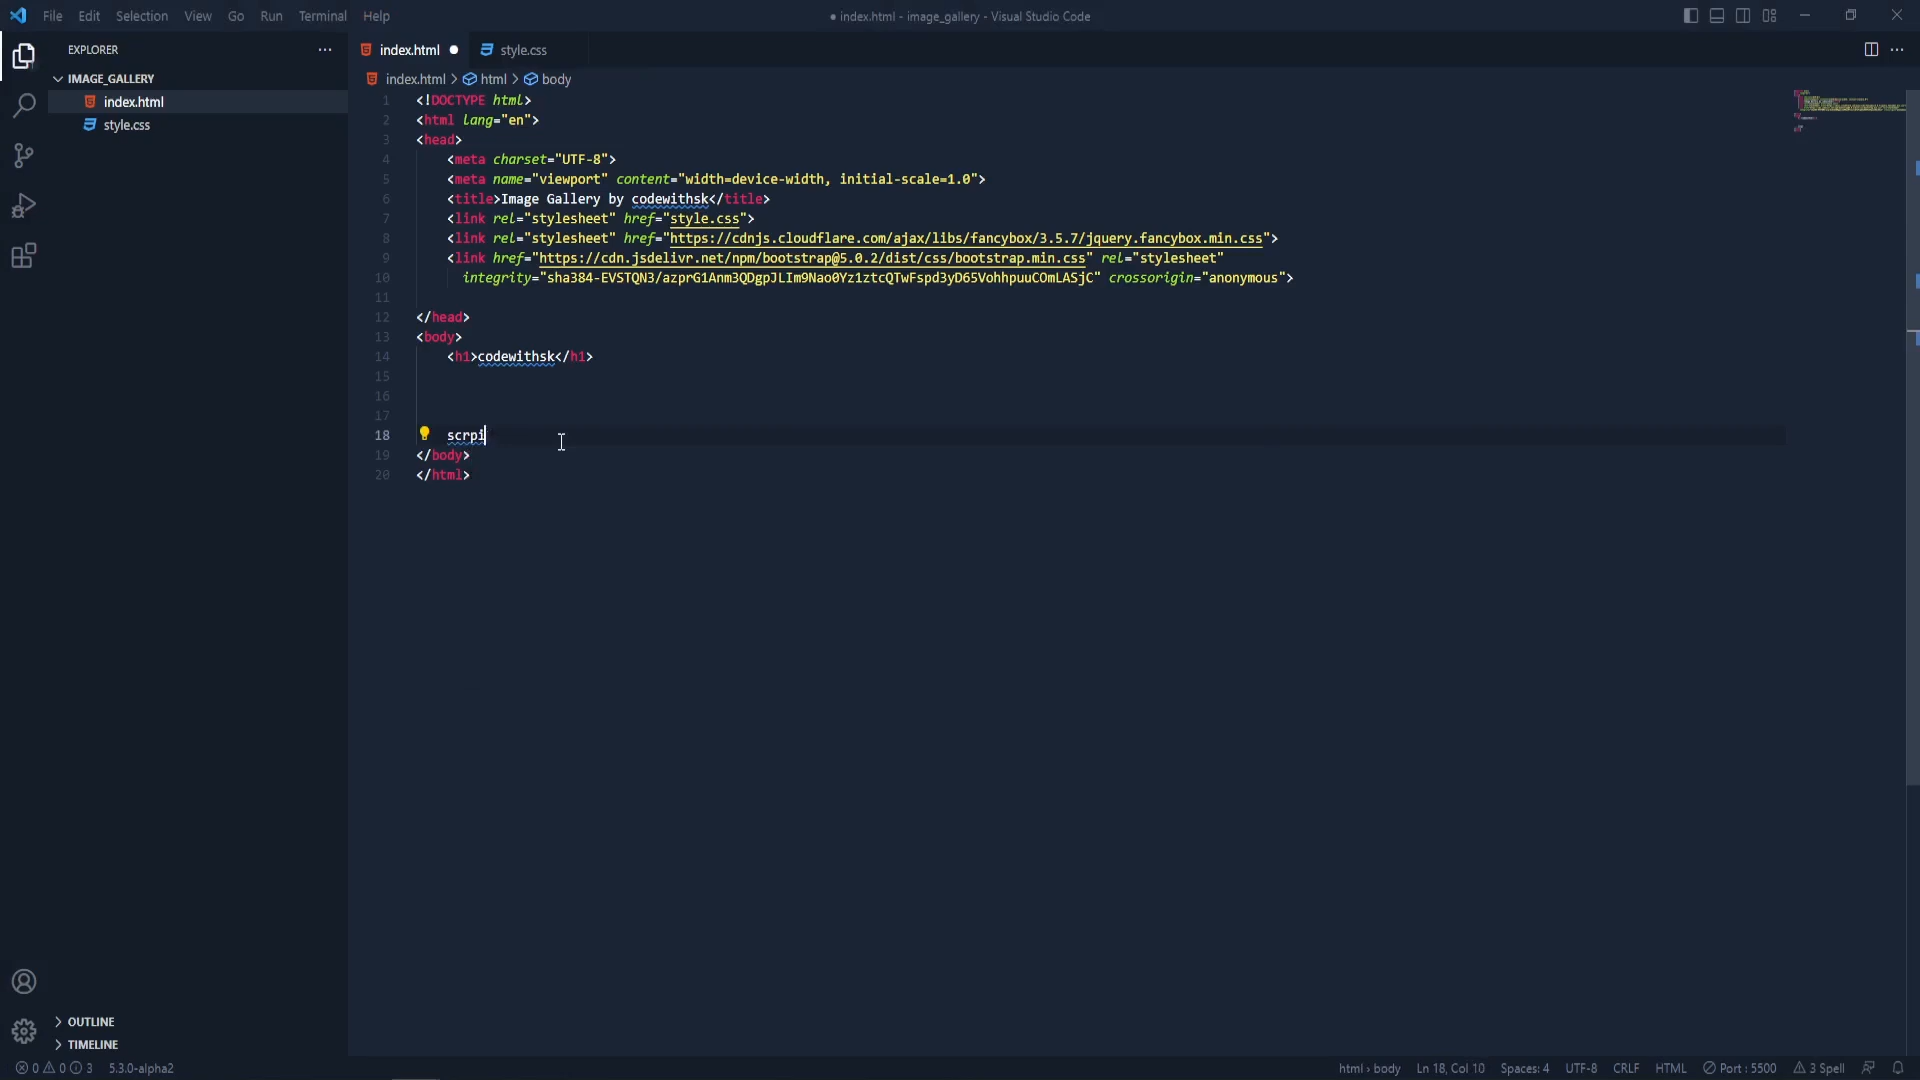 File Edit Selection View Go Run Terminal Help
● index.html - image_gallery - Visual Studio Code
EXPLORER
IMAGE_GALLERY
index.html
style.css
index.html ● style.css
index.html > html > body
1 <!DOCTYPE html>
2 <html lang="en">
3 <head>
4 <meta charset="UTF-8">
5 <meta name="viewport" content="width=device-width, initial-scale=1.0">
6 <title>Image Gallery by codewithsk</title>
7 <link rel="stylesheet" href="style.css">
8 <link rel="stylesheet" href="https://cdnjs.cloudflare.com/ajax/libs/fancybox/3.5.7/jquery.fancybox.min.css">
9 <link href="https://cdn.jsdelivr.net/npm/bootstrap@5.0.2/dist/css/bootstrap.min.css" rel="stylesheet"
10 integrity="sha384-EVSTQN3/azprG1Anm3QDgpJLIm9Nao0Yz1ztcQTwFspd3yD65VohhpuuCOmLASjC" crossorigin="anonymous">
11
12 </head>
13 <body>
14 <h1>codewithsk</h1>
15
16
17
18 scrpi
19 </body>
20 </html>
OUTLINE
TIMELINE
0 0 3 5.3.0-alpha2
html › body Ln 18, Col 10 Spaces: 4 UTF-8 CRLF HTML Port : 5500 3 Spell